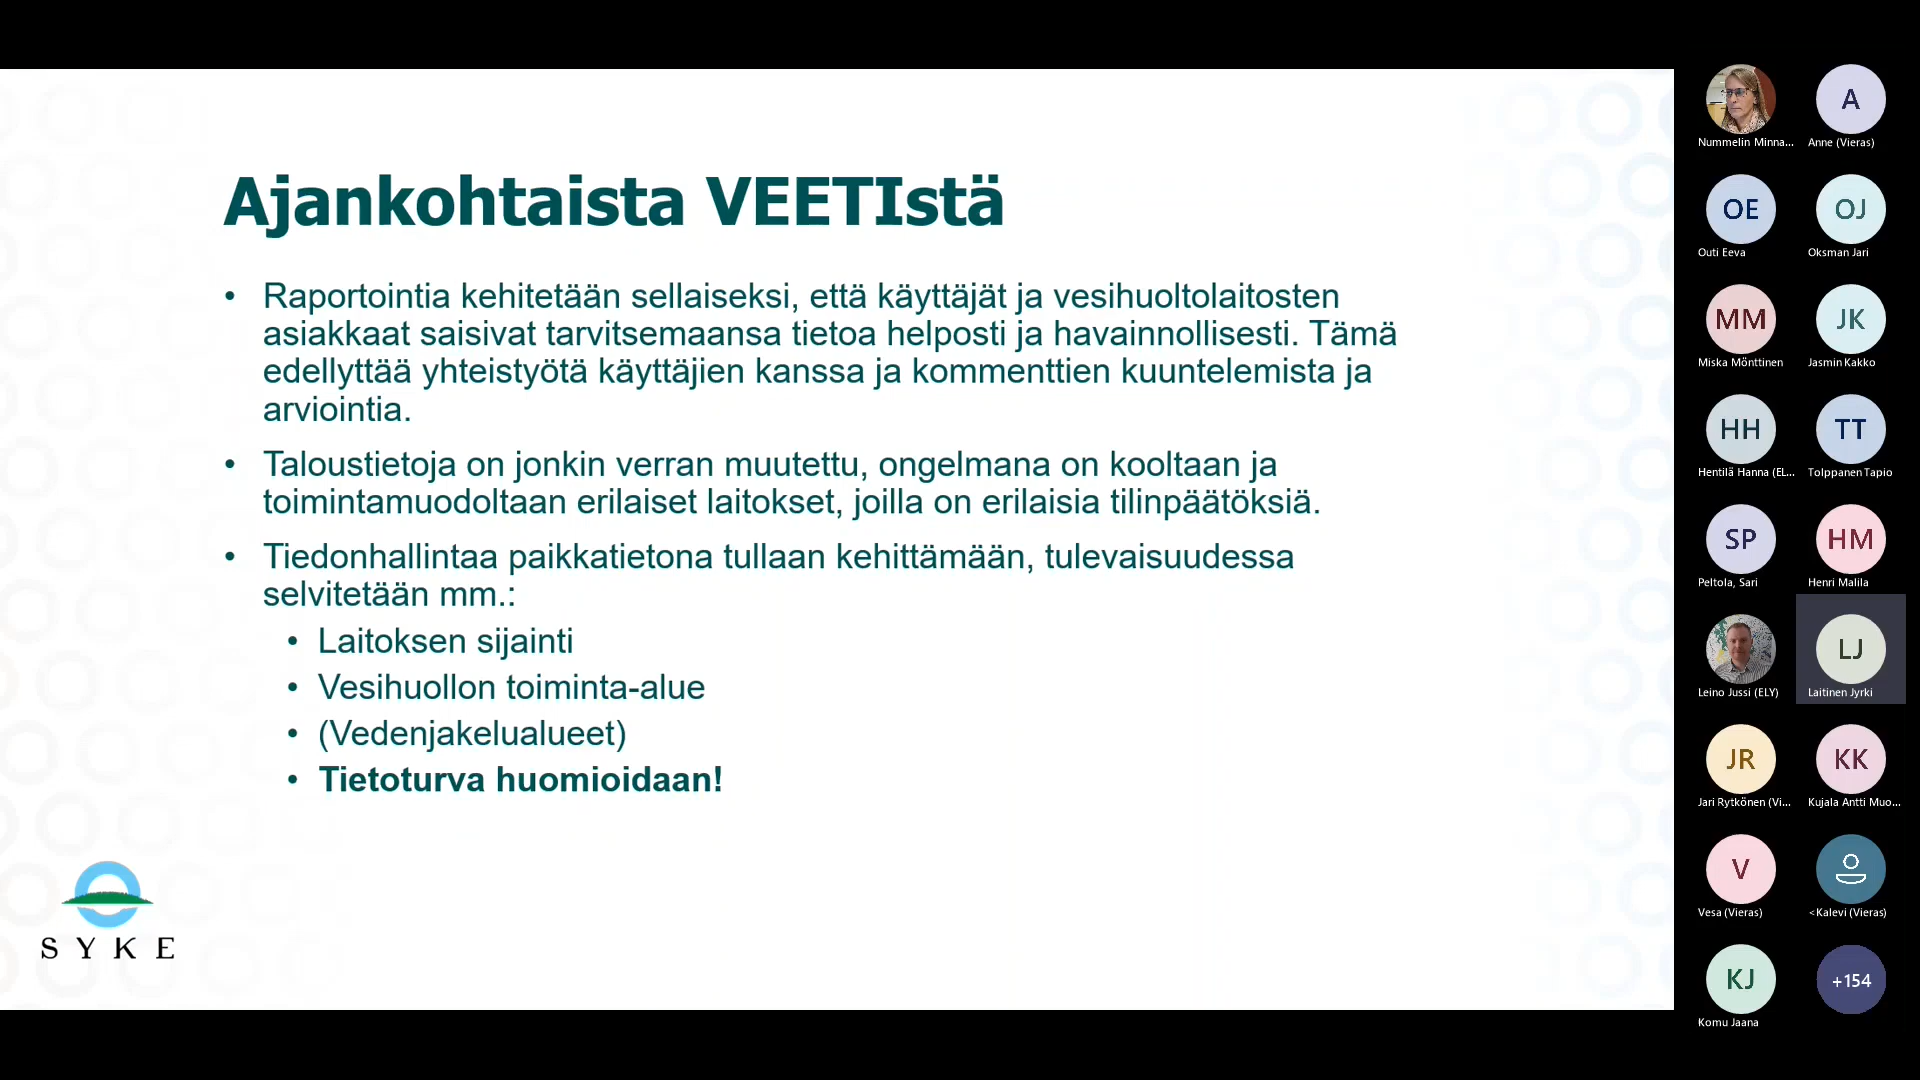 Ajankohtaista VEETIstä
• Raportointia kehitetään sellaiseksi, että käyttäjät ja vesihuoltolaitosten
asiakkaat saisivat tarvitsemaansa tietoa helposti ja havainnollisesti. Tämä
edellyttää yhteistyötä käyttäjien kanssa ja kommenttien kuuntelemista ja
arviointia.
• Taloustietoja on jonkin verran muutettu, ongelmana on kooltaan ja
toimintamuodoltaan erilaiset laitokset, joilla on erilaisia tilinpäätöksiä.
• Tiedonhallintaa paikkatietona tullaan kehittämään, tulevaisuudessa
selvitetään mm.:
• Laitoksen sijainti
• Vesihuollon toiminta-alue
• (Vedenjakelualueet)
• Tietoturva huomioidaan!
SYKE
Nummelin Minna...
A
Anne (Vieras)
OE
Outi Eeva
OJ
Oksman Jari
MM
Miska Mönttinen
JK
Jasmin Kakko
HH
Hentilä Hanna (EL...
TT
Tolppanen Tapio
SP
Peltola, Sari
HM
Henri Malila
Leino Jussi (ELY)
LJ
Laitinen Jyrki
JR
Jari Rytkönen (Vi...
KK
Kujala Antti Muo...
V
Vesa (Vieras)
<Kalevi (Vieras)
KJ
Komu Jaana
+154